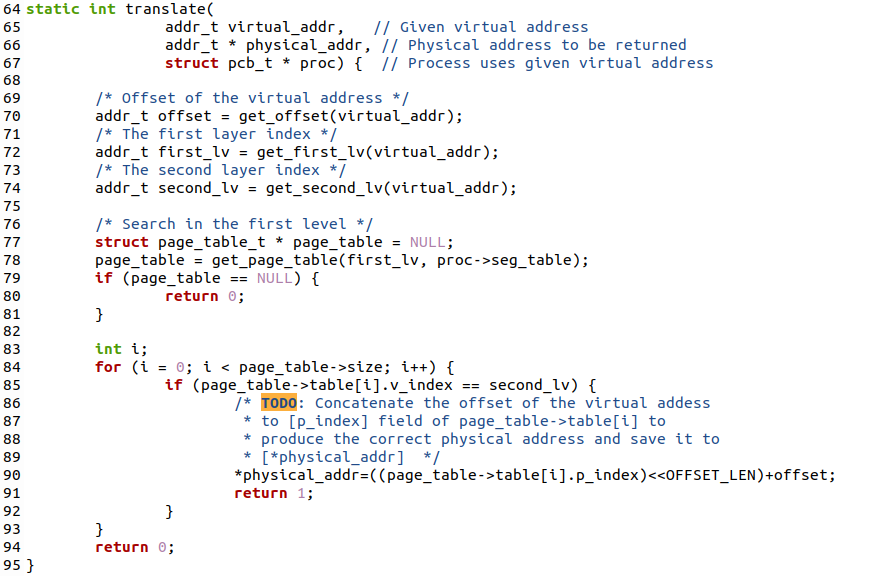 64 static int translate(
65                 addr_t virtual_addr,   // Given virtual address
66                 addr_t * physical_addr, // Physical address to be returned
67                 struct pcb_t * proc) {  // Process uses given virtual address
68
69         /* Offset of the virtual address */
70         addr_t offset = get_offset(virtual_addr);
71         /* The first layer index */
72         addr_t first_lv = get_first_lv(virtual_addr);
73         /* The second layer index */
74         addr_t second_lv = get_second_lv(virtual_addr);
75
76         /* Search in the first level */
77         struct page_table_t * page_table = NULL;
78         page_table = get_page_table(first_lv, proc->seg_table);
79         if (page_table == NULL) {
80                 return 0;
81         }
82
83         int i;
84         for (i = 0; i < page_table->size; i++) {
85                 if (page_table->table[i].v_index == second_lv) {
86                         /* TODO: Concatenate the offset of the virtual addess
87                          * to [p_index] field of page_table->table[i] to
88                          * produce the correct physical address and save it to
89                          * [*physical_addr]  */
90                         *physical_addr=((page_table->table[i].p_index)<<OFFSET_LEN)+offset;
91                         return 1;
92                 }
93         }
94         return 0;
95 }